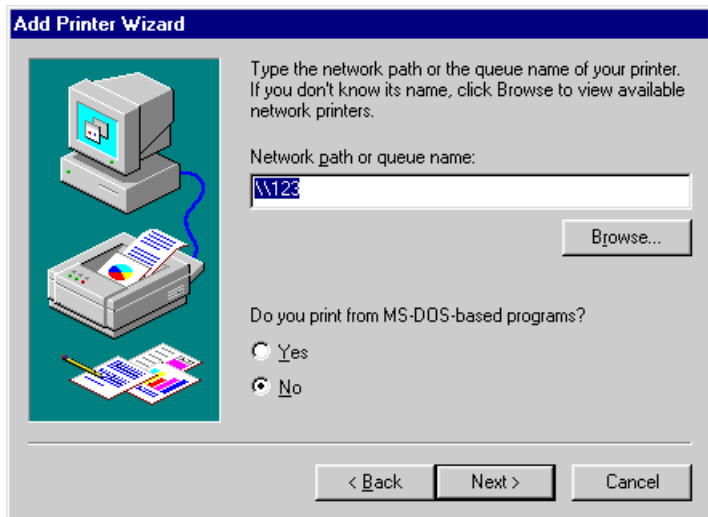 Add Printer Wizard
Type the network path or the queue name of your printer.
If you don't know its name, click Browse to view available
network printers.
Network path or queue name:
\\123
Browse...
Do you print from MS-DOS-based programs?
Yes
No
< Back
Next >
Cancel